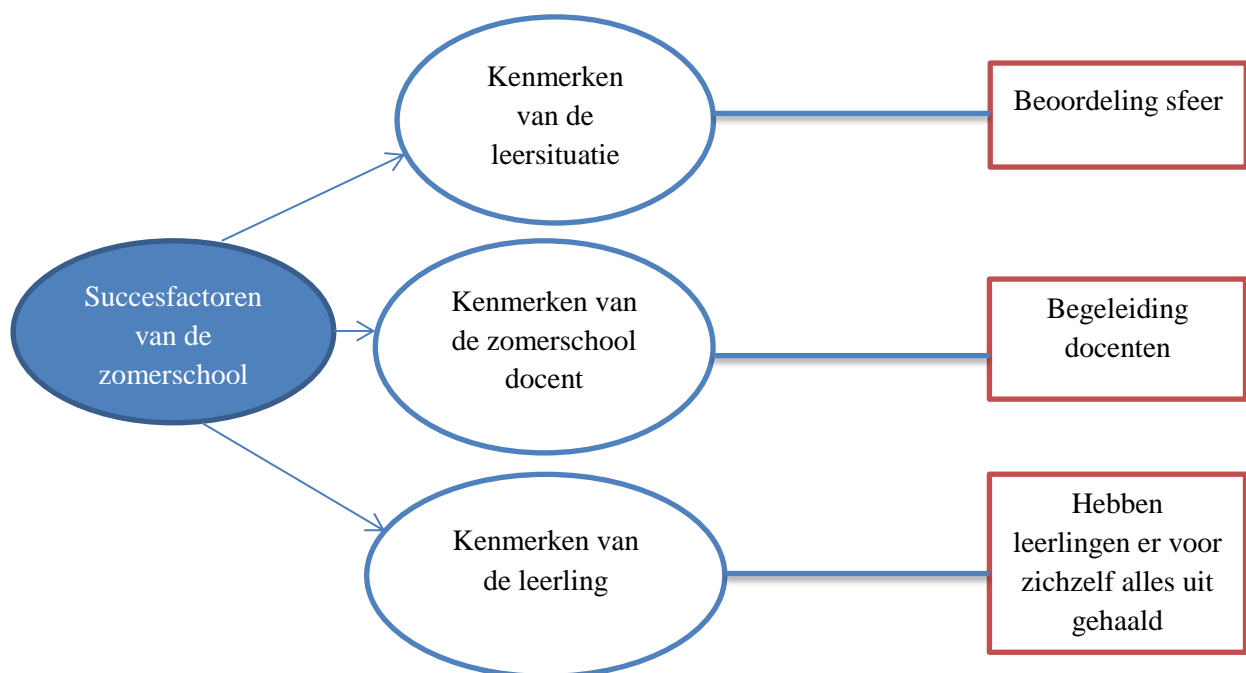 Kenmerken
van de
leersituatie
Beoordeling sfeer
Succesfactoren
van de
zomerschool
Kenmerken van
de zomerschool
docent
Begeleiding
docenten
Kenmerken van
de leerling
Hebben
leerlingen er voor
zichzelf alles uit
gehaald